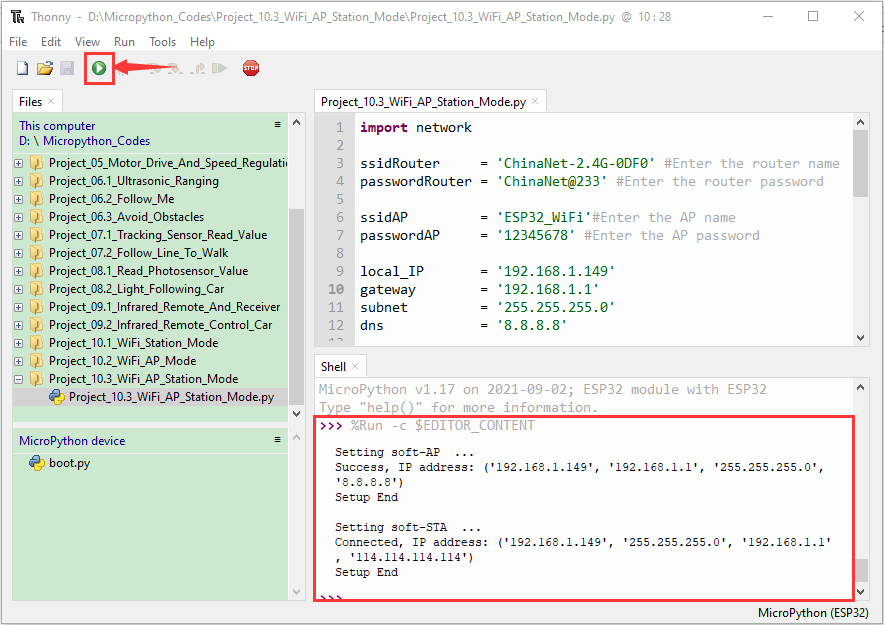 Thonny - D:\Micropython_Codes\Project_10.3_WiFi_AP_Station_Mode\Project_10.3_WiFi_AP_Station_Mode.py @ 10:28
File Edit View Run Tools Help
STOP
Files
This computer
D: \ Micropython_Codes
Project_05_Motor_Drive_And_Speed_Regulatio
Project_06.1_Ultrasonic_Ranging
Project_06.2_Follow_Me
Project_06.3_Avoid_Obstacles
Project_07.1_Tracking_Sensor_Read_Value
Project_07.2_Follow_Line_To_Walk
Project_08.1_Read_Photosensor_Value
Project_08.2_Light_Following_Car
Project_09.1_Infrared_Remote_And_Receiver
Project_09.2_Infrared_Remote_Control_Car
Project_10.1_WiFi_Station_Mode
Project_10.2_WiFi_AP_Mode
Project_10.3_WiFi_AP_Station_Mode
Project_10.3_WiFi_AP_Station_Mode.py
MicroPython device
boot.py
Project_10.3_WiFi_AP_Station_Mode.py
1 import network
2
3 ssidRouter = 'ChinaNet-2.4G-0DF0' #Enter the router name
4 passwordRouter = 'ChinaNet@233' #Enter the router password
5
6 ssidAP = 'ESP32_WiFi'#Enter the AP name
7 passwordAP = '12345678' #Enter the AP password
8
9 local_IP = '192.168.1.149'
10 gateway = '192.168.1.1'
11 subnet = '255.255.255.0'
12 dns = '8.8.8.8'
Shell
MicroPython v1.17 on 2021-09-02; ESP32 module with ESP32
Type "help()" for more information.
>>> %Run -c $EDITOR_CONTENT
Setting soft-AP ...
Success, IP address: ('192.168.1.149', '192.168.1.1', '255.255.255.0',
'8.8.8.8')
Setup End
Setting soft-STA ...
Connected, IP address: ('192.168.1.149', '255.255.255.0', '192.168.1.1'
, '114.114.114.114')
Setup End
>>>
MicroPython (ESP32)